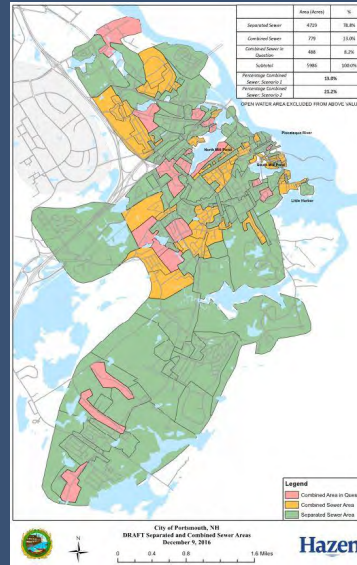 Area (Acres) %
Separated Sewer 4719 78.8%
Combined Sewer 779 13.0%
Combined Sewer in Question 488 8.2%
Subtotal 5986 100.0%
Percentage Combined Sewer: Scenario 1 13.0%
Percentage Combined Sewer: Scenario 2 21.2%
OPEN WATER AREA EXCLUDED FROM ABOVE VALU
Piscataqua River
North Mill Pond
South Mill Pond
Little Harbor
Legend
Combined Area in Ques
Combined Sewer Area
Separated Sewer Area
City of Portsmouth, NH
DRAFT Separated and Combined Sewer Areas
December 9, 2016
N
0 0.4 0.8 1.6 Miles
Hazen